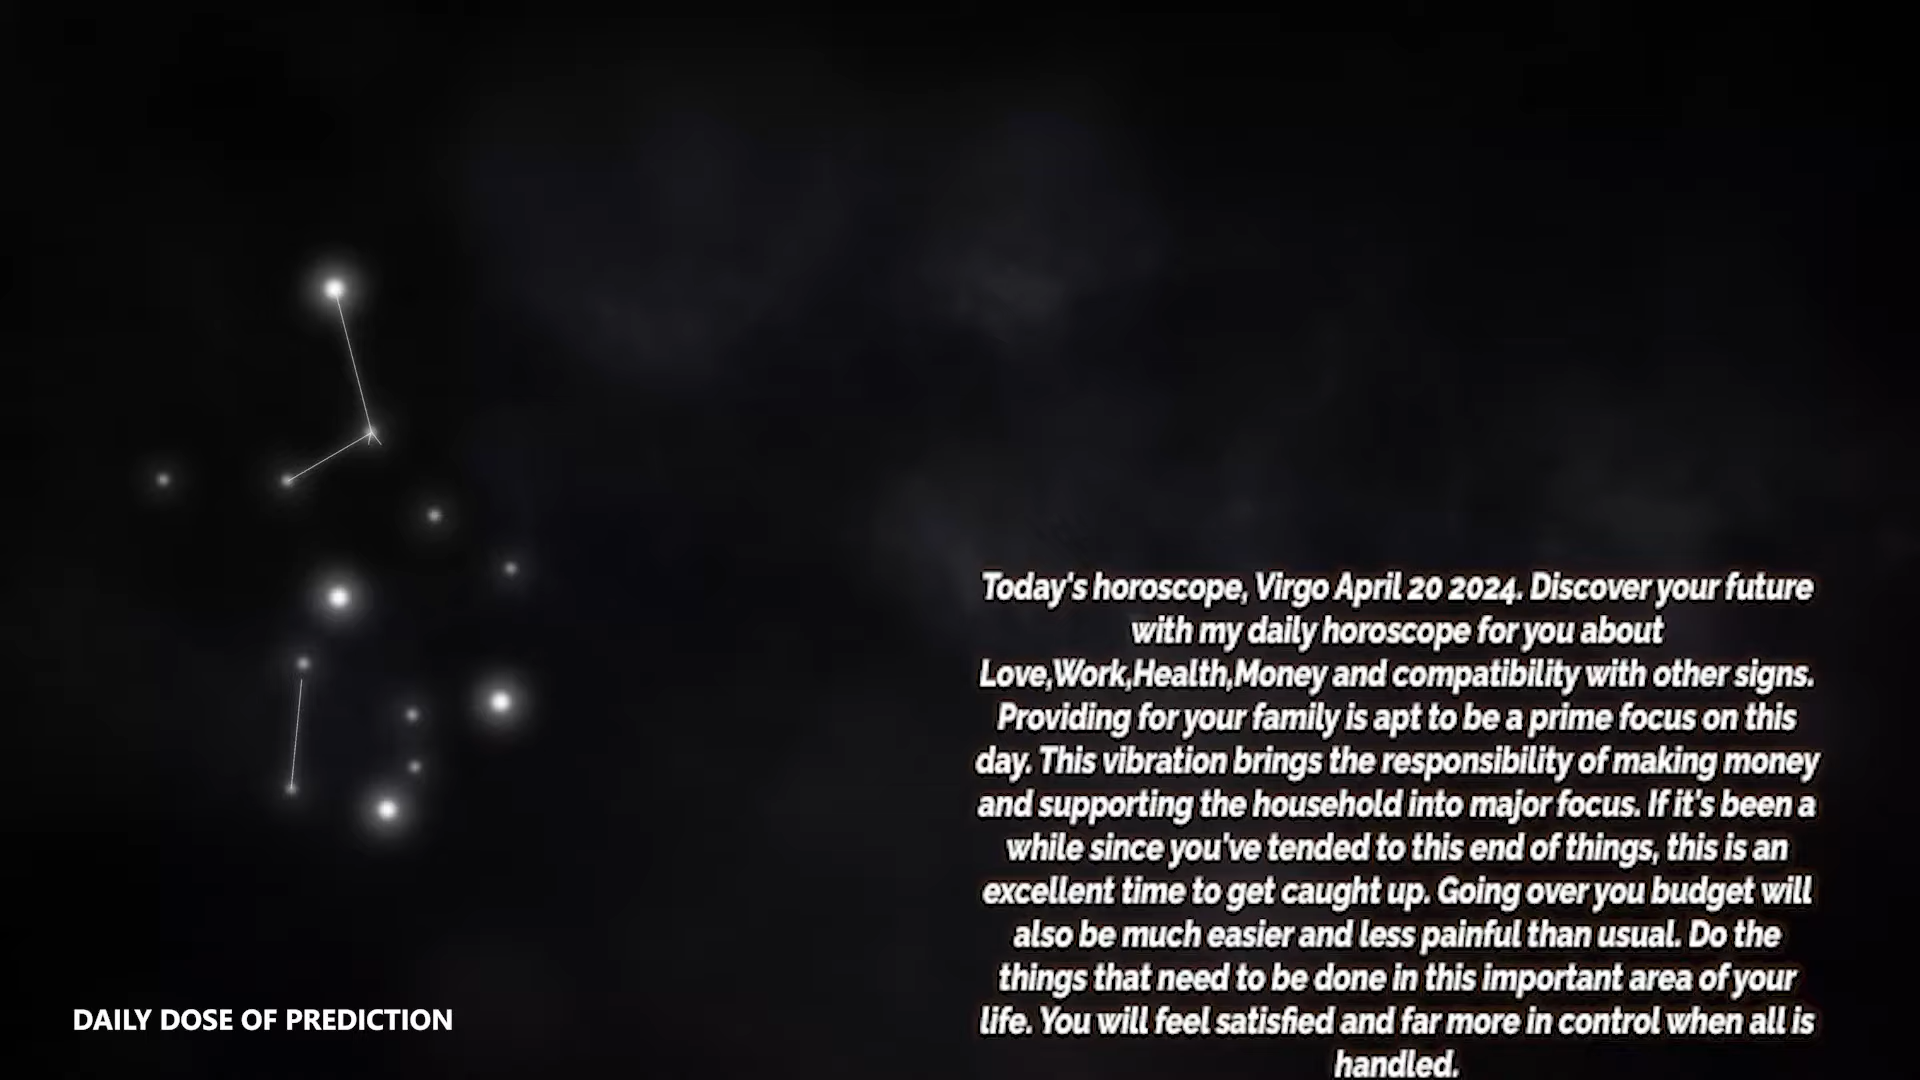 Today's horoscope, Virgo April 20 2024. Discover your future
with my daily horoscope for you about
Love,Work,Health,Money and compatibility with other signs.
Providing for your family is apt to be a prime focus on this
day. This vibration brings the responsibility of making money
and supporting the household into major focus. If it's been a
while since you've tended to this end of things, this is an
excellent time to get caught up. Going over you budget will
also be much easier and less painful than usual. Do the
things that need to be done in this important area of your
life. You will feel satisfied and far more in control when all is
handled.
DAILY DOSE OF PREDICTION